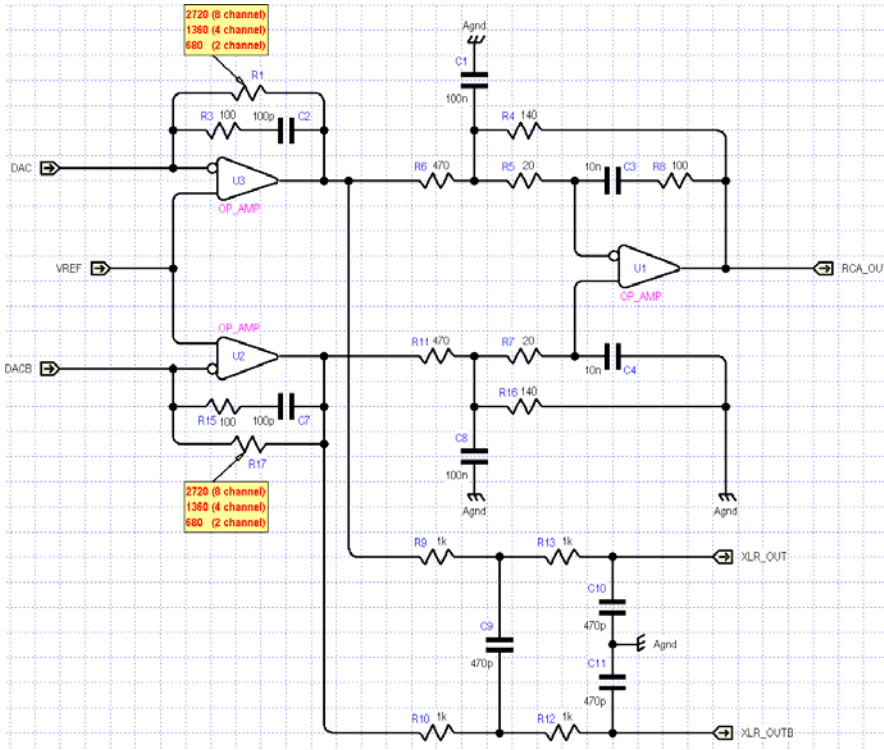 2720 (8 channel)
1360 (4 channel)
680 (2 channel)
Agnd
R1
C1
100n
R3 100
100p C2
R4 140
DAC
U3
OP_AMP
R6 470
R5 20
10n C3
R8 100
VREF
U1
OP_AMP
RCA_OU
OP_AMP
U2
DACB
R11 470
R7 20
10n C4
R15 100
100p C7
R16 140
R17
C8
100n
Agnd
Agnd
2720 (8 channel)
1360 (4 channel)
680 (2 channel)
R9 1k
R13 1k
XLR_OUT
C10
470p
C9
470p
Agnd
C11
470p
R10 1k
R12 1k
XLR_OUTB